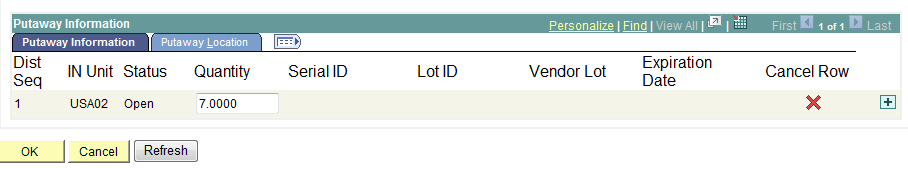 Putaway Information Personalize | Find | View All | | First 1 of 1 Last
Putaway Information Putaway Location
Dist Seq IN Unit Status Quantity Serial ID Lot ID Vendor Lot Expiration Date Cancel Row
1 USA02 Open 7.0000
OK Cancel Refresh